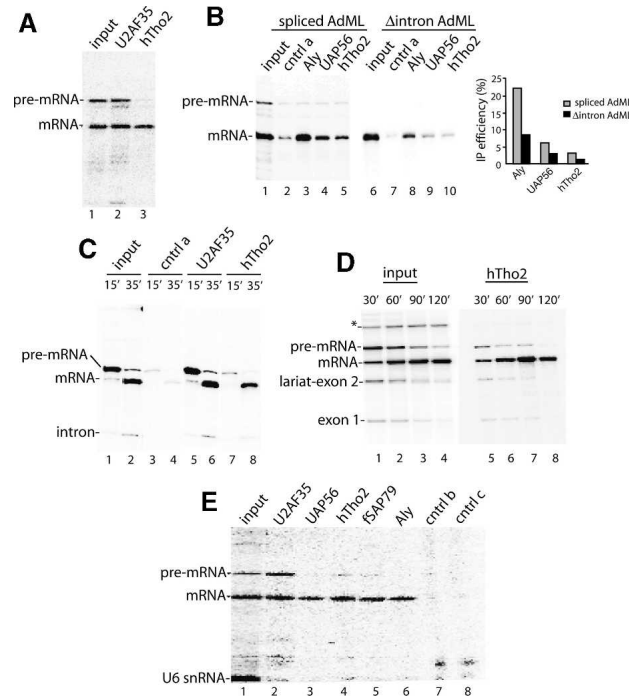 A
input
U2AF35
hTho2
pre-mRNA
mRNA
1 2 3
B
spliced AdML
Δintron AdML
input
cntrl a
Aly
UAP56
hTho2
input
cntrl a
Aly
UAP56
hTho2
pre-mRNA
mRNA
1 2 3 4 5 6 7 8 9 10
IP efficiency (%)
25
20
15
10
5
0
spliced AdML
Δintron AdML
Aly
UAP56
hTho2
C
input
cntrl a
U2AF35
hTho2
15′ 35′ 15′ 35′ 15′ 35′ 15′ 35′
pre-mRNA
mRNA
intron
1 2 3 4 5 6 7 8
D
input
hTho2
30′ 60′ 90′ 120′ 30′ 60′ 90′ 120′
*
pre-mRNA
mRNA
lariat-exon 2
exon 1
1 2 3 4 5 6 7 8
E
input
U2AF35
UAP56
hTho2
fSAP79
Aly
cntrl b
cntrl c
pre-mRNA
mRNA
U6 snRNA
1 2 3 4 5 6 7 8